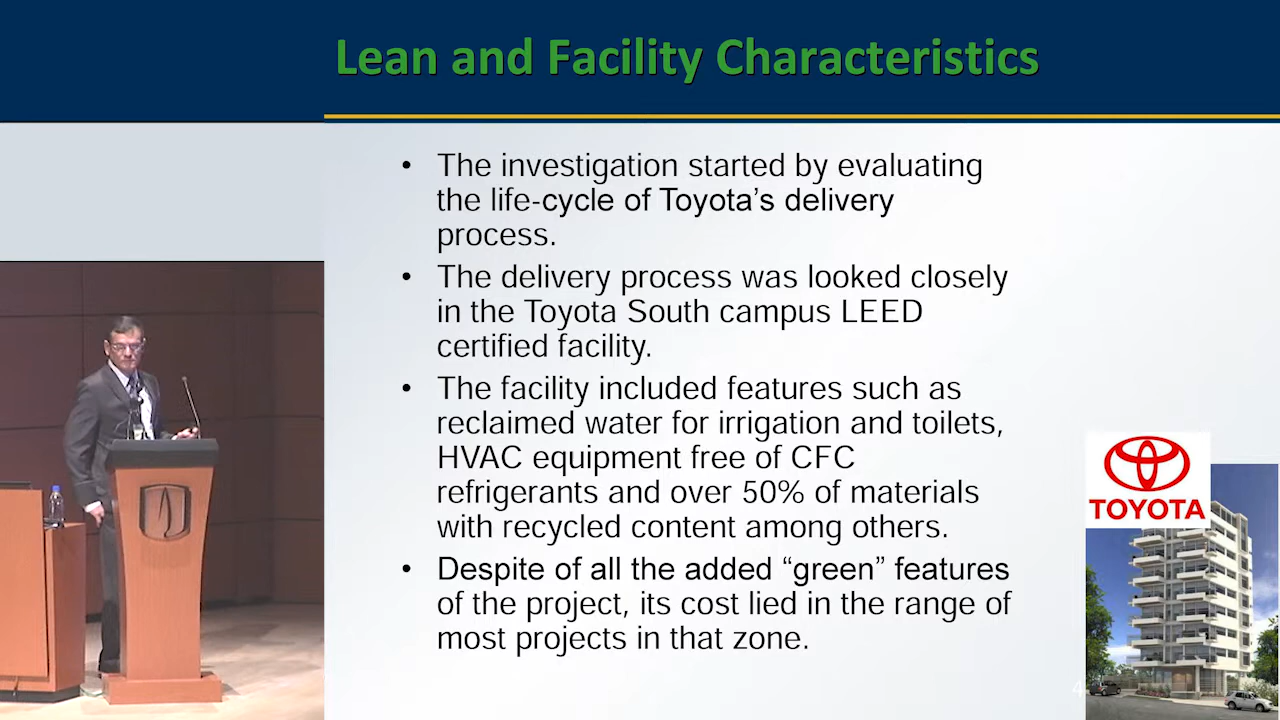 Lean and Facility Characteristics
• The investigation started by evaluating
the life-cycle of Toyota’s delivery
process.
• The delivery process was looked closely
in the Toyota South campus LEED
certified facility.
• The facility included features such as
reclaimed water for irrigation and toilets,
HVAC equipment free of CFC
refrigerants and over 50% of materials
with recycled content among others.
• Despite of all the added “green” features
of the project, its cost lied in the range of
most projects in that zone.
TOYOTA